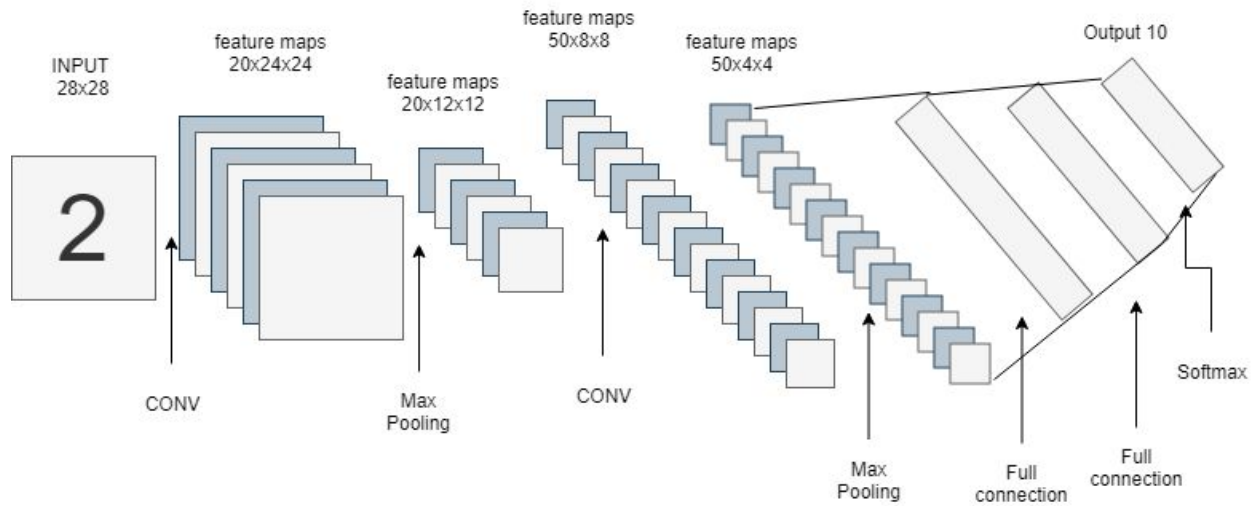 INPUT
28x28
feature maps
20x24x24
feature maps
20x12x12
feature maps
50x8x8
feature maps
50x4x4
Output 10
2
CONV
Max
Pooling
CONV
Max
Pooling
Full
connection
Full
connection
Softmax